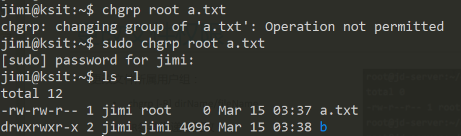 jimi@ksit:~$ chgrp root a.txt
chgrp: changing group of 'a.txt': Operation not permitted
jimi@ksit:~$ sudo chgrp root a.txt
[sudo] password for jimi:
jimi@ksit:~$ ls -l
total 12
-rw-rw-r-- 1 jimi root    0 Mar 15 03:37 a.txt
drwxrwxr-x 2 jimi jimi 4096 Mar 15 03:38 b